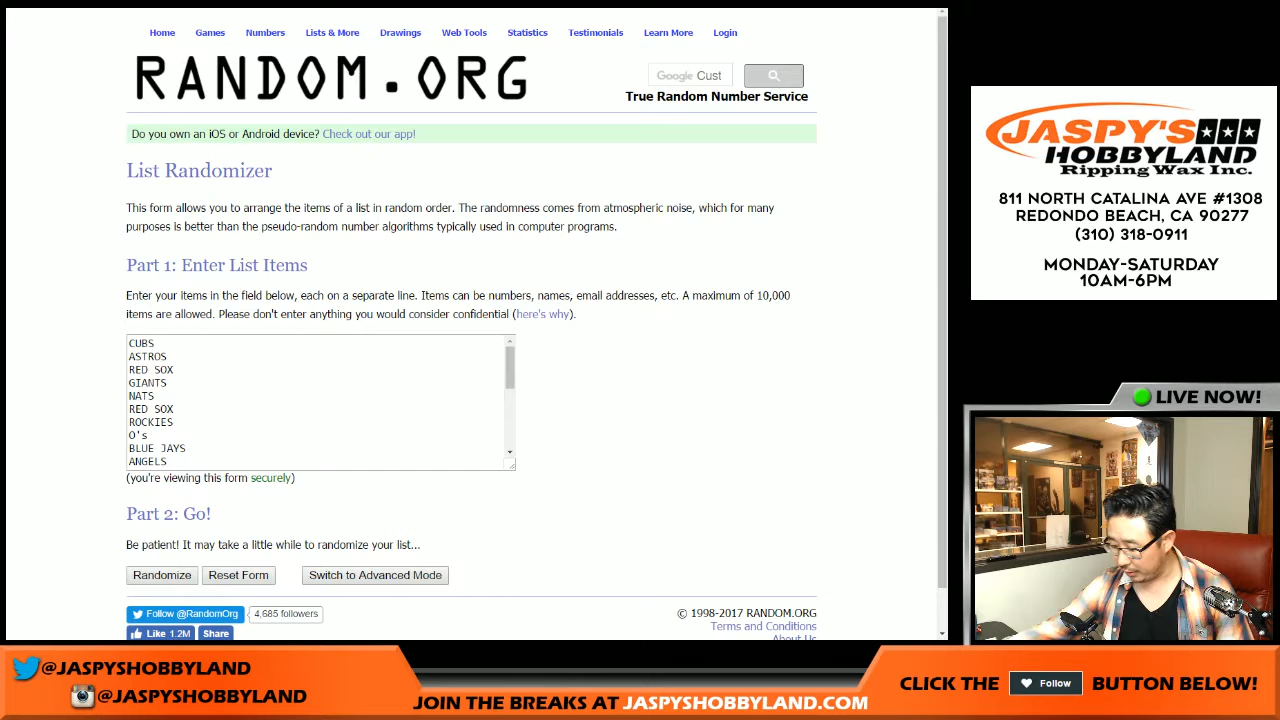 Home Games Numbers Lists & More Drawings Web Tools Statistics Testimonials Learn More Login
RANDOM.ORG
Google Cust
True Random Number Service
Do you own an iOS or Android device? Check out our app!
List Randomizer
This form allows you to arrange the items of a list in random order. The randomness comes from atmospheric noise, which for many
purposes is better than the pseudo-random number algorithms typically used in computer programs.
Part 1: Enter List Items
Enter your items in the field below, each on a separate line. Items can be numbers, names, email addresses, etc. A maximum of 10,000
items are allowed. Please don't enter anything you would consider confidential (here's why).
CUBS
ASTROS
RED SOX
GIANTS
NATS
RED SOX
ROCKIES
O's
BLUE JAYS
ANGELS
(you're viewing this form securely)
Part 2: Go!
Be patient! It may take a little while to randomize your list...
Randomize Reset Form Switch to Advanced Mode
Follow @RandomOrg 4,685 followers
Like 1.2M Share
© 1998-2017 RANDOM.ORG
Terms and Conditions
About Us
JASPY'S
HOBBYLAND
Ripping Wax Inc.
811 NORTH CATALINA AVE #1308
REDONDO BEACH, CA 90277
(310) 318-0911
MONDAY-SATURDAY
10AM-6PM
LIVE NOW!
@JASPYSHOBBYLAND
@JASPYSHOBBYLAND
JOIN THE BREAKS AT JASPYSHOBBYLAND.COM
CLICK THE Follow BUTTON BELOW!